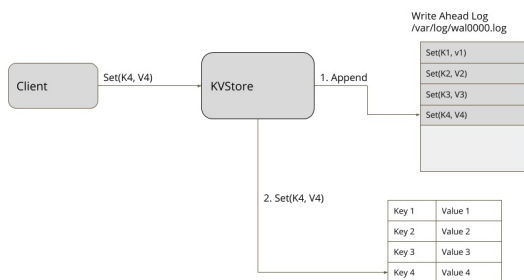 Write Ahead Log
/var/log/wal0000.log
Set(K1, v1)
Set(K2, V2)
Set(K3, V3)
Set(K4, V4)
Client
Set(K4, V4)
KVStore
1. Append
2. Set(K4, V4)
Key 1 Value 1
Key 2 Value 2
Key 3 Value 3
Key 4 Value 4